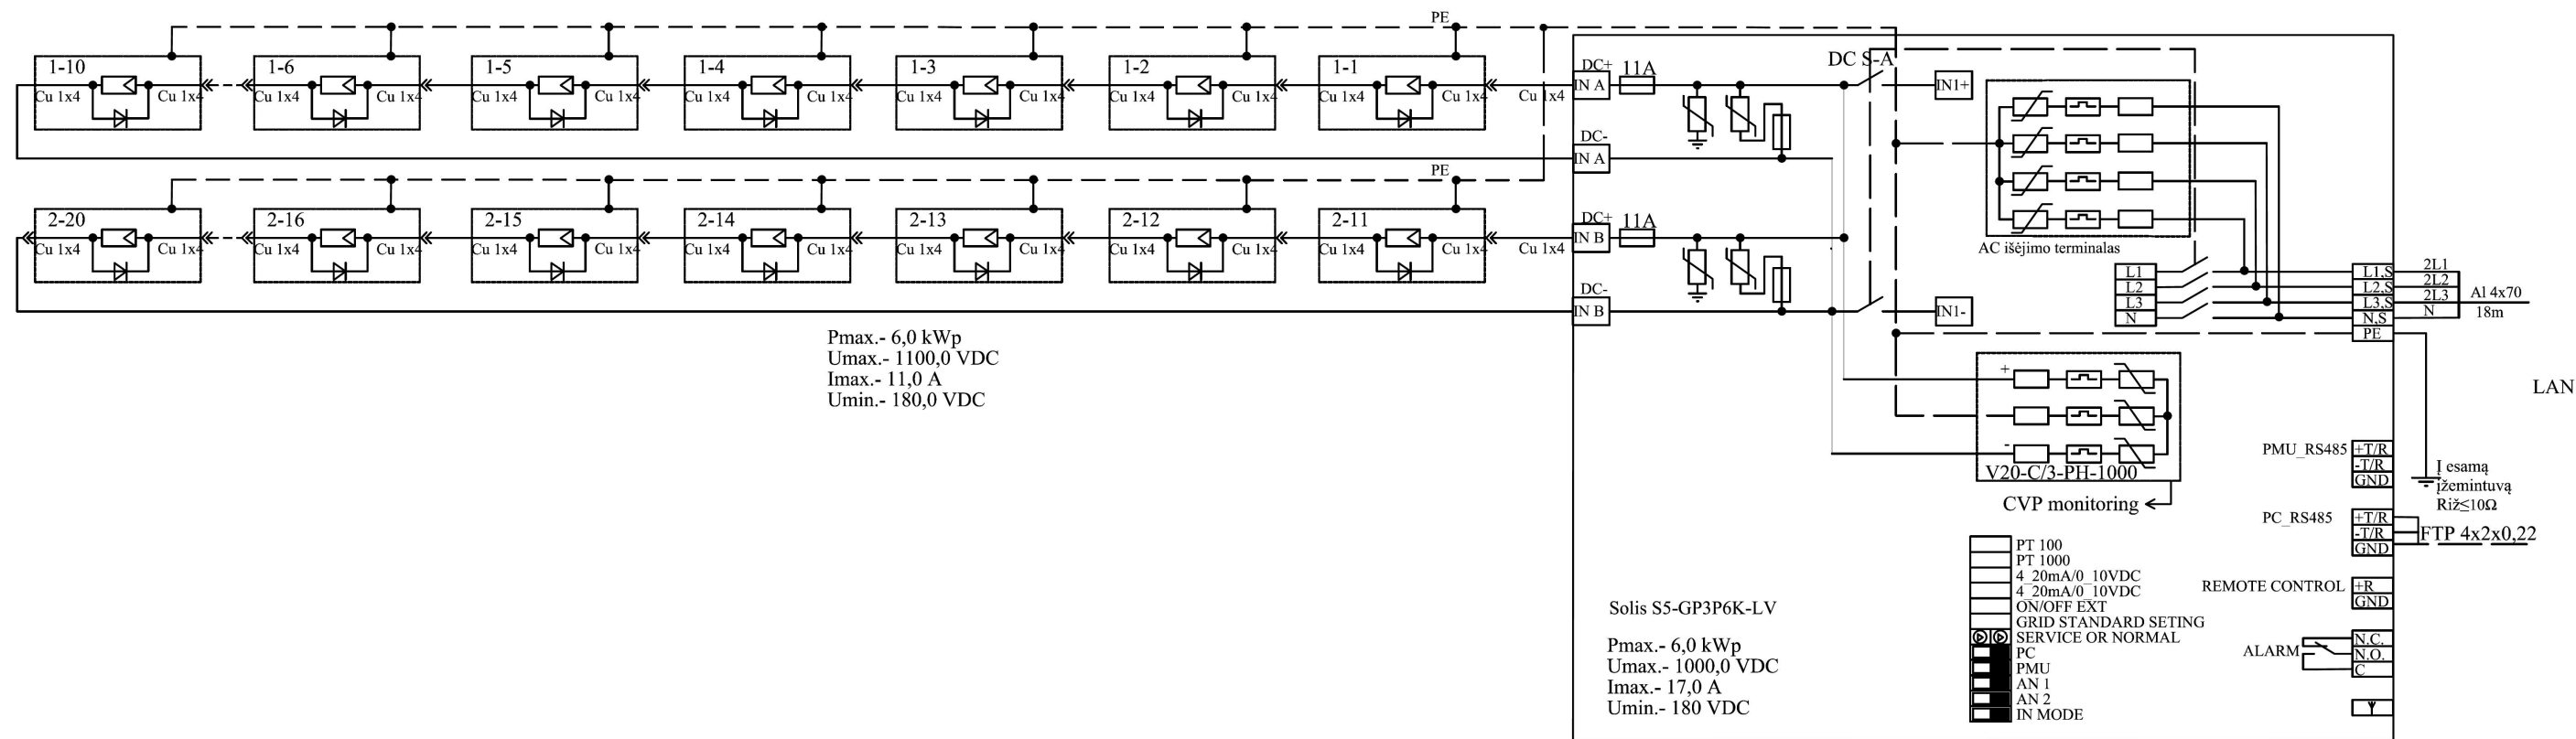 PE
1-10
1-6
1-5
1-4
1-3
1-2
1-1
Cu 1x4 Cu 1x4
Cu 1x4 Cu 1x4
Cu 1x4 Cu 1x4
Cu 1x4 Cu 1x4
Cu 1x4 Cu 1x4
Cu 1x4 Cu 1x4
Cu 1x4 Cu 1x4
PE
2-20
2-16
2-15
2-14
2-13
2-12
2-11
Cu 1x4 Cu 1x4
Cu 1x4 Cu 1x4
Cu 1x4 Cu 1x4
Cu 1x4 Cu 1x4
Cu 1x4 Cu 1x4
Cu 1x4 Cu 1x4
Cu 1x4 Cu 1x4
Pmax.- 6,0 kWp
Umax.- 1100,0 VDC
Imax.- 11,0 A
Umin.- 180,0 VDC
DC+
IN A
11A
DC-
IN A
DC+
IN B
11A
DC-
IN B
DC S-A
IN1+
IN1-
AC išėjimo terminalas
L1
L2
L3
N
L1,S
L2,S
L3,S
N,S
PE
2L1
2L2
2L3
N
Al 4x70
18m
LAN
+
-
V20-C/3-PH-1000
CVP monitoring
PMU_RS485
+T/R
-T/R
GND
Į esamą
įžemintuvą
Riž≤10Ω
PC_RS485
+T/R
-T/R
GND
FTP 4x2x0,22
REMOTE CONTROL
+R
GND
ALARM
N.C.
N.O.
C
PT 100
PT 1000
4_20mA/0_10VDC
4_20mA/0_10VDC
ON/OFF EXT
GRID STANDARD SETING
SERVICE OR NORMAL
PC
PMU
AN 1
AN 2
IN MODE
Solis S5-GP3P6K-LV
Pmax.- 6,0 kWp
Umax.- 1000,0 VDC
Imax.- 17,0 A
Umin.- 180 VDC